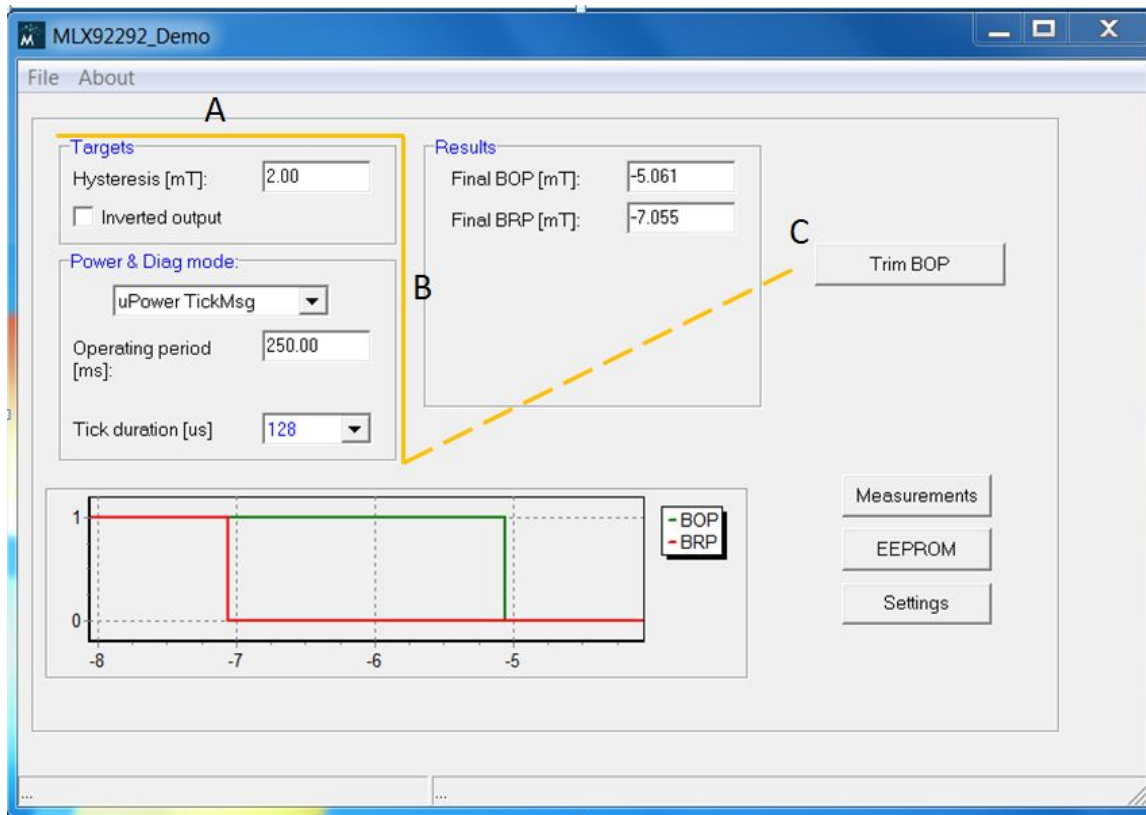 MLX92292_Demo
File About
A
Targets
Hysteresis [mT]: 2.00
Inverted output
Results
Final BOP [mT]: -5.061
Final BRP [mT]: -7.055
C
Trim BOP
Power & Diag mode:
uPower TickMsg
B
Operating period [ms]: 250.00
Tick duration [us] 128
1
0
-8 -7 -6 -5
BOP
BRP
Measurements
EEPROM
Settings
... ...